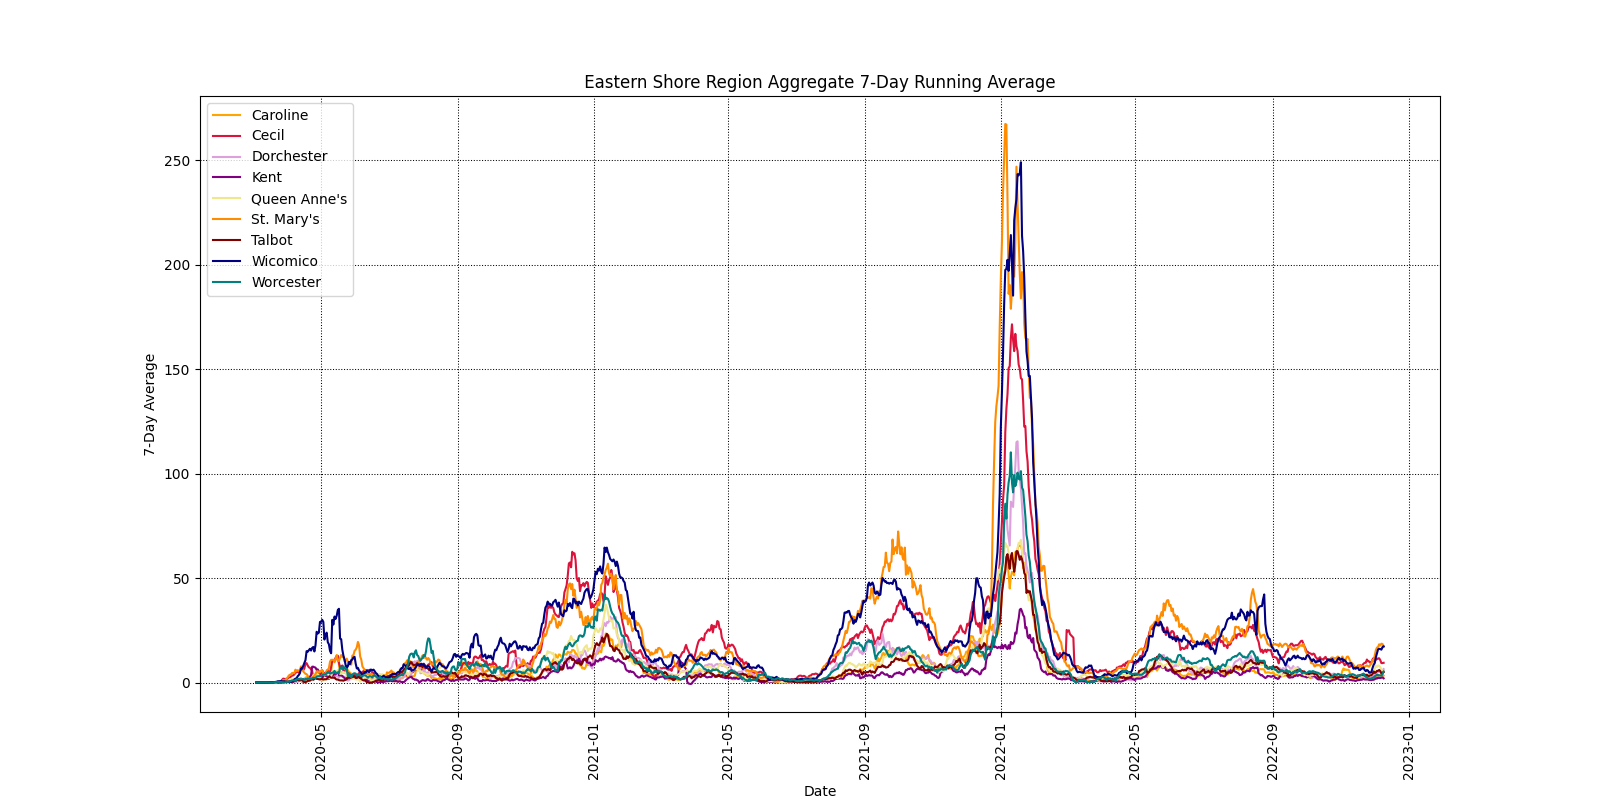 Eastern Shore Region Aggregate 7-Day Running Average
Caroline
Cecil
Dorchester
Kent
Queen Anne's
St. Mary's
Talbot
Wicomico
Worcester
250
200
150
100
50
0
7-Day Average
2020-05
2020-09
2021-01
2021-05
2021-09
2022-01
2022-05
2022-09
2023-01
Date